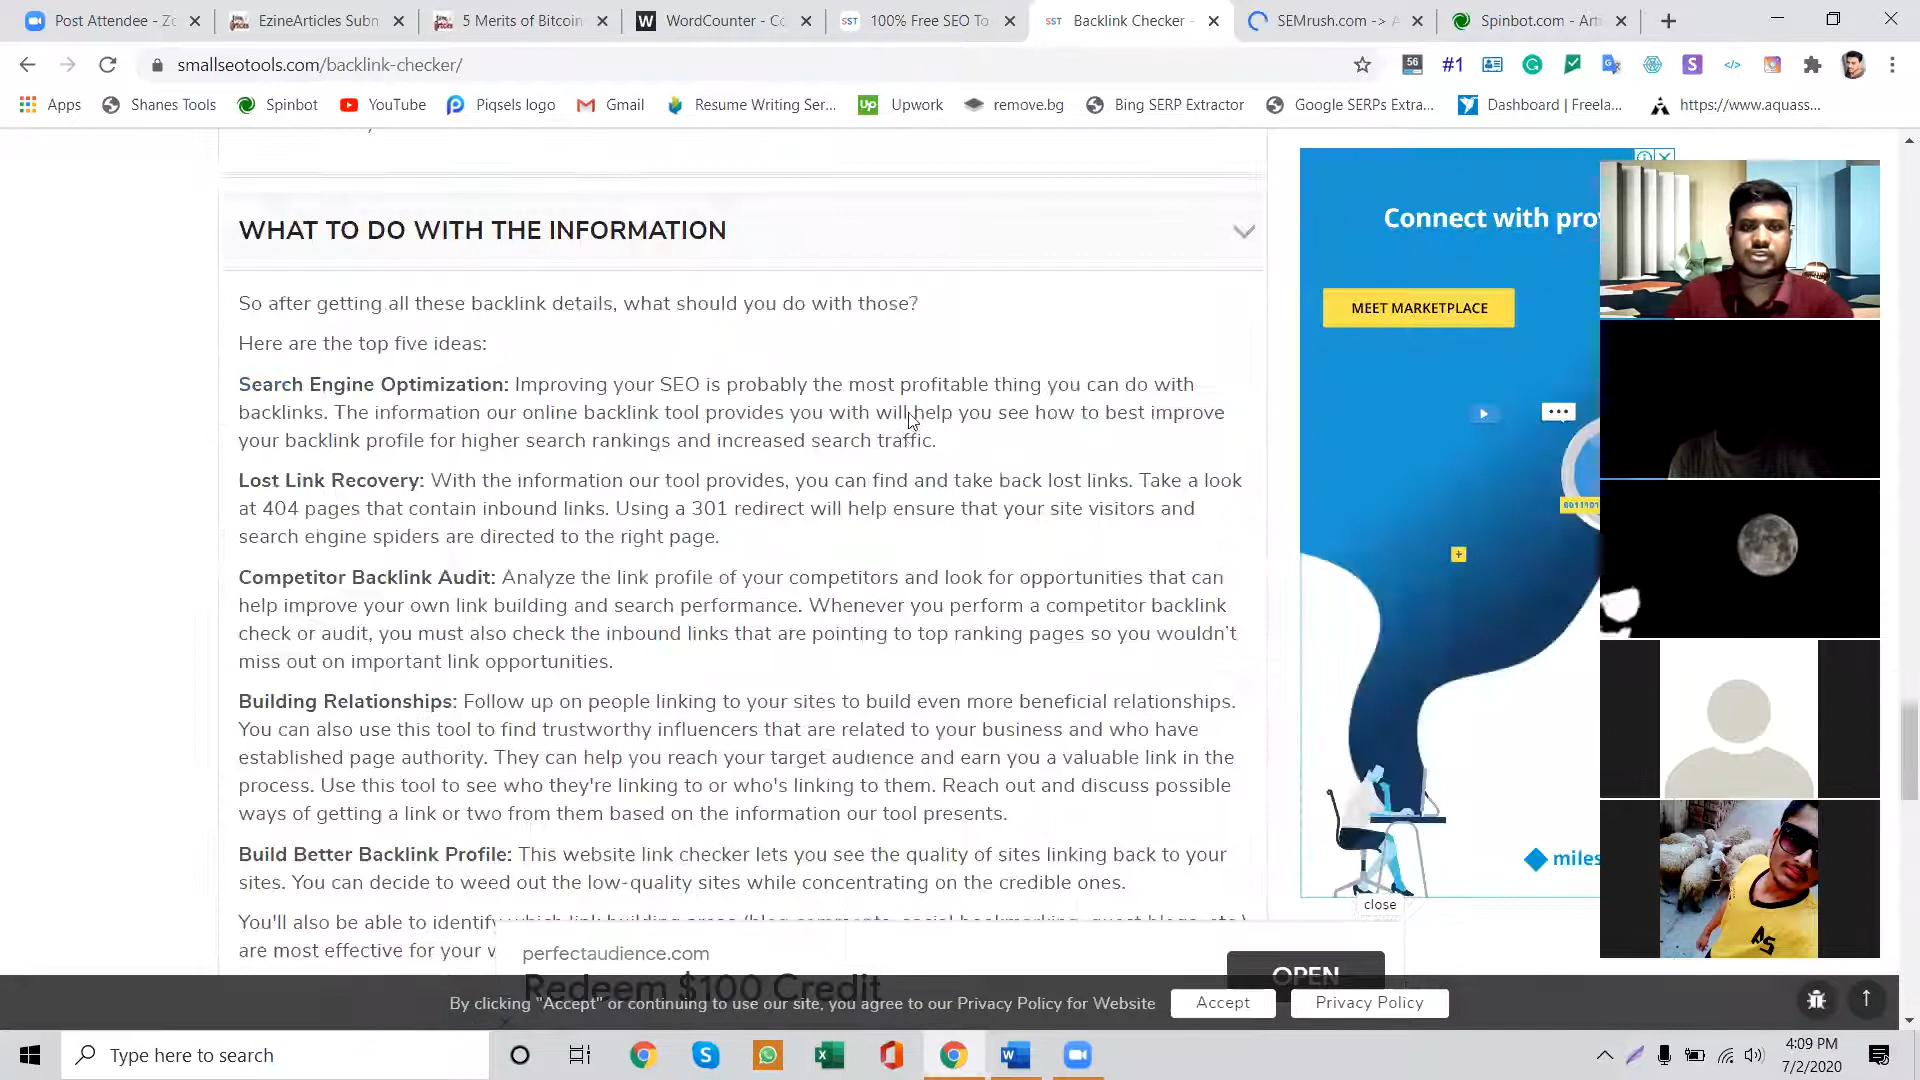 Post Attendee - Zo
EzineArticles Subm
5 Merits of Bitcoin
WordCounter - Co
100% Free SEO To
Backlink Checker -
SEMrush.com -> A
Spinbot.com - Arti
smallseotools.com/backlink-checker/
56
#1
Apps
Shanes Tools
Spinbot
YouTube
Piqsels logo
Gmail
Resume Writing Ser...
Upwork
remove.bg
Bing SERP Extractor
Google SERPs Extra...
Dashboard | Freela...
https://www.aquass...
WHAT TO DO WITH THE INFORMATION
So after getting all these backlink details, what should you do with those?
Here are the top five ideas:
Search Engine Optimization: Improving your SEO is probably the most profitable thing you can do with
backlinks. The information our online backlink tool provides you with will help you see how to best improve
your backlink profile for higher search rankings and increased search traffic.
Lost Link Recovery: With the information our tool provides, you can find and take back lost links. Take a look
at 404 pages that contain inbound links. Using a 301 redirect will help ensure that your site visitors and
search engine spiders are directed to the right page.
Competitor Backlink Audit: Analyze the link profile of your competitors and look for opportunities that can
help improve your own link building and search performance. Whenever you perform a competitor backlink
check or audit, you must also check the inbound links that are pointing to top ranking pages so you wouldn't
miss out on important link opportunities.
Building Relationships: Follow up on people linking to your sites to build even more beneficial relationships.
You can also use this tool to find trustworthy influencers that are related to your business and who have
established page authority. They can help you reach your target audience and earn you a valuable link in the
process. Use this tool to see who they're linking to or who's linking to them. Reach out and discuss possible
ways of getting a link or two from them based on the information our tool presents.
Build Better Backlink Profile: This website link checker lets you see the quality of sites linking back to your
sites. You can decide to weed out the low-quality sites while concentrating on the credible ones.
You'll also be able to identify which link building areas (blog comments, social bookmarking, guest blogs, etc.)
are most effective for your w
Connect with prov
MEET MARKETPLACE
miles
close
perfectaudience.com
Redeem $100 Credit
OPEN
By clicking "Accept" or continuing to use our site, you agree to our Privacy Policy for Website
Accept
Privacy Policy
Type here to search
4:09 PM
7/2/2020